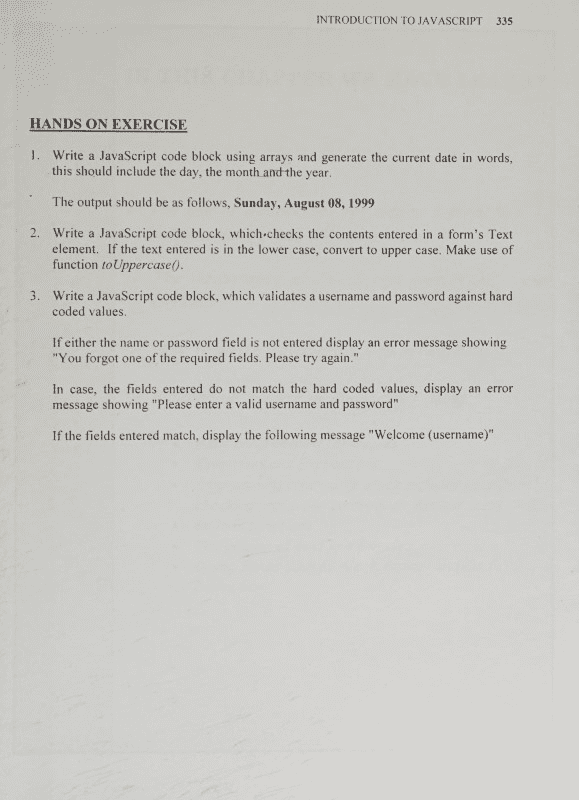 INTRODUCTION TO JAVASCRIPT 335
HANDS ON EXERCISE
1. Write a JavaScript code block using arrays and generate the current date in words,
this should include the day, the month and the year.
The output should be as follows, Sunday, August 08, 1999
2. Write a JavaScript code block, which checks the contents entered in a form's Text
element. If the text entered is in the lower case, convert to upper case. Make use of
function toUppercase().
3. Write a JavaScript code block, which validates a username and password against hard
coded values.
If either the name or password field is not entered display an error message showing
"You forgot one of the required fields. Please try again."
In case, the fields entered do not match the hard coded values, display an error
message showing "Please enter a valid username and password"
If the fields entered match, display the following message "Welcome (username)"